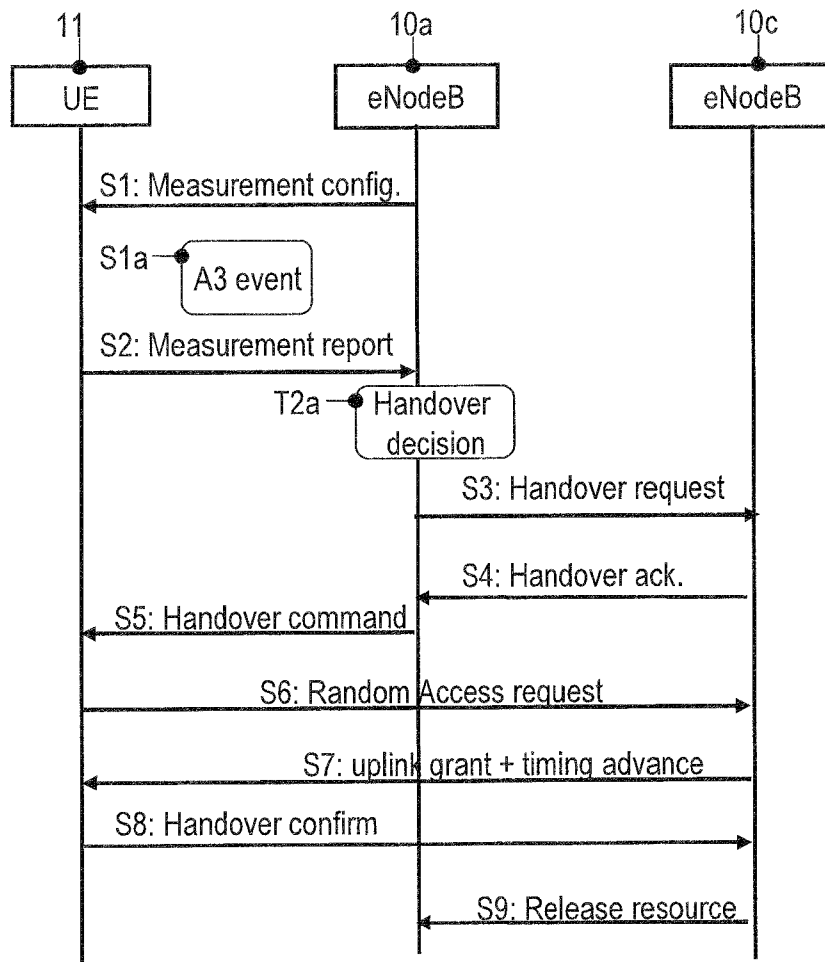 11
10a
10c
UE
eNodeB
eNodeB
S1: Measurement config.
S1a
A3 event
S2: Measurement report
T2a
Handover
decision
S3: Handover request
S4: Handover ack.
S5: Handover command
S6: Random Access request
S7: uplink grant + timing advance
S8: Handover confirm
S9: Release resource